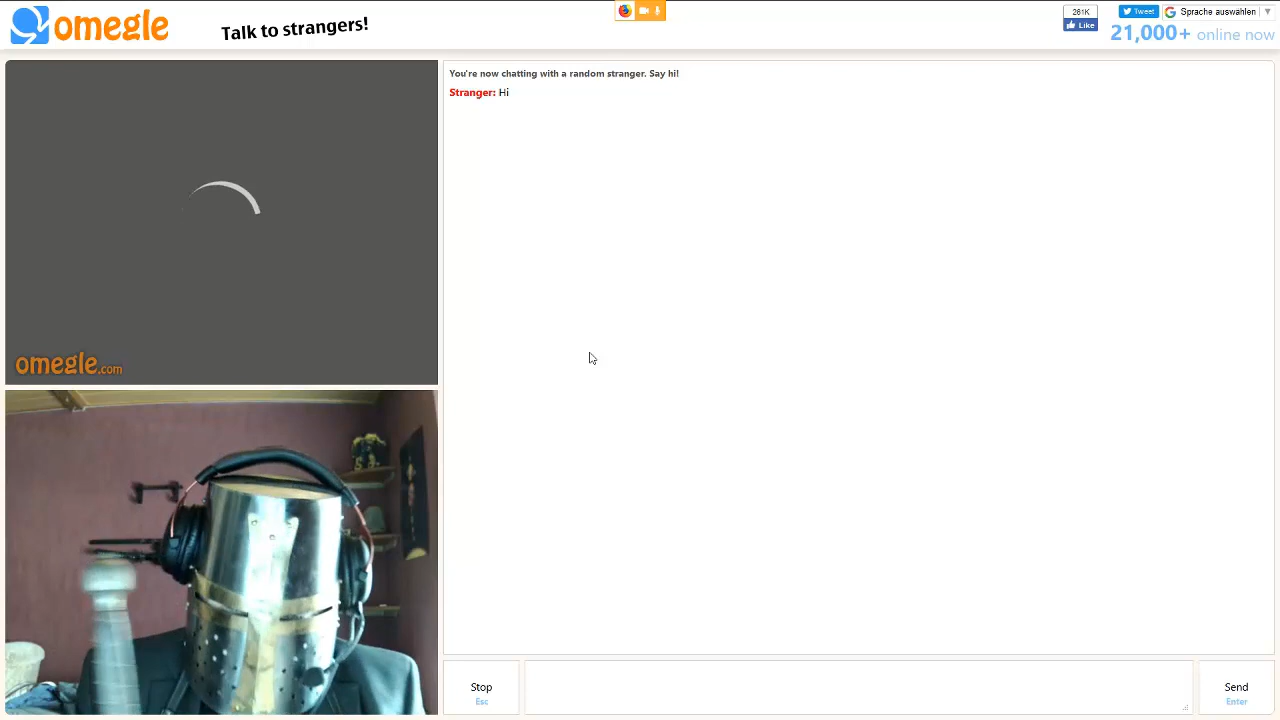 omegle
Talk to strangers!
281K
Like
Tweet
Sprache auswählen
21,000+ online now
You're now chatting with a random stranger. Say hi!
Stranger: Hi
omegle.com
Stop
Esc
Send
Enter